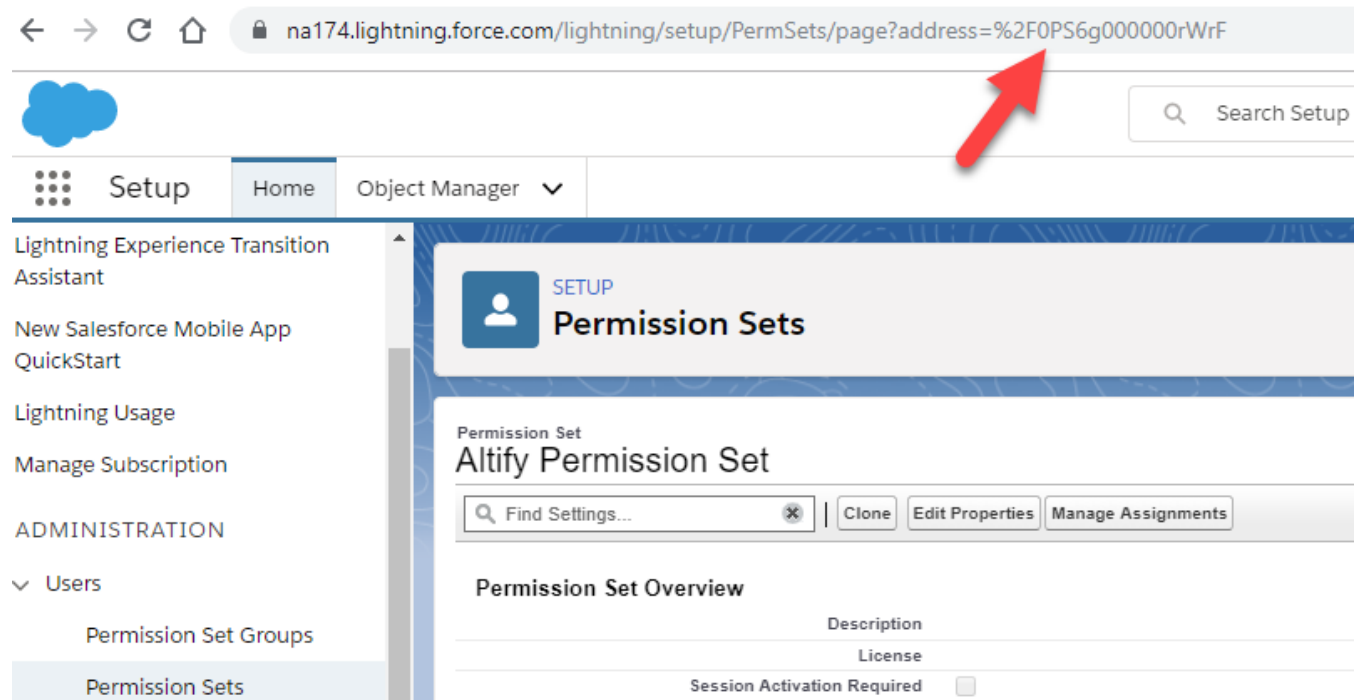 na174.lightning.force.com/lightning/setup/PermSets/page?address=%2F0PS6g000000rWrF
Search Setup
Setup
Home
Object Manager
Lightning Experience Transition
Assistant
New Salesforce Mobile App
QuickStart
Lightning Usage
Manage Subscription
ADMINISTRATION
Users
Permission Set Groups
Permission Sets
SETUP
Permission Sets
Permission Set
Altify Permission Set
Find Settings...
Clone
Edit Properties
Manage Assignments
Permission Set Overview
Description
License
Session Activation Required